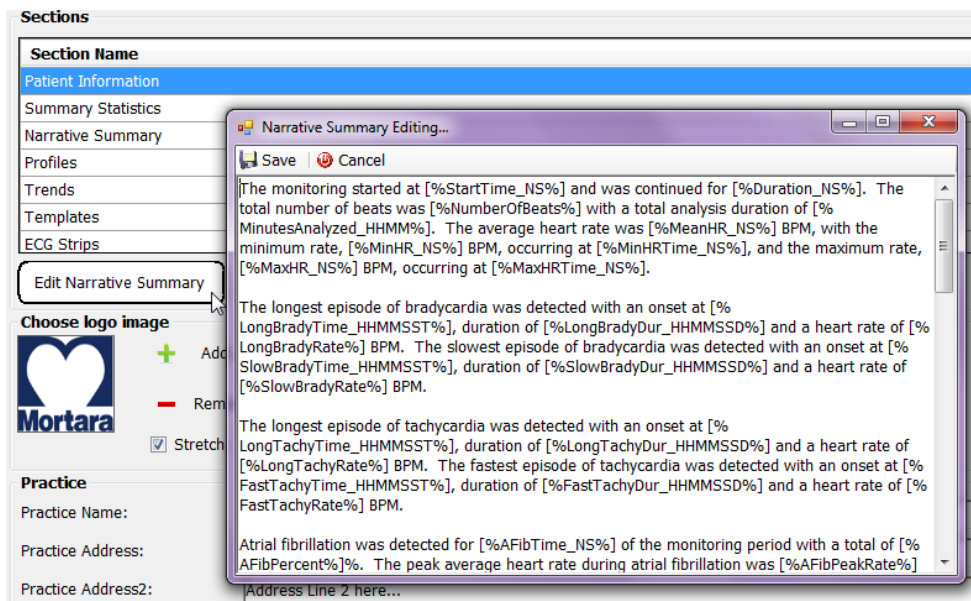 Sections
Section Name
Patient Information
Summary Statistics
Narrative Summary
Profiles
Trends
Templates
ECG Strips
Edit Narrative Summary
Choose logo image
Mortara
Add
Rem
Stretch
Practice
Practice Name:
Practice Address:
Practice Address2:
Address Line 2 here...
Narrative Summary Editing...
Save Cancel
The monitoring started at [%StartTime_NS%] and was continued for [%Duration_NS%].  The
total number of beats was [%NumberOfBeats%] with a total analysis duration of [%
MinutesAnalyzed_HHMM%].  The average heart rate was [%MeanHR_NS%] BPM, with the
minimum rate, [%MinHR_NS%] BPM, occurring at [%MinHRTime_NS%], and the maximum rate,
[%MaxHR_NS%] BPM, occurring at [%MaxHRTime_NS%].
The longest episode of bradycardia was detected with an onset at [%
LongBradyTime_HHMMSST%], duration of [%LongBradyDur_HHMMSSD%] and a heart rate of [%
LongBradyRate%] BPM.  The slowest episode of bradycardia was detected with an onset at [%
SlowBradyTime_HHMMSST%], duration of [%SlowBradyDur_HHMMSSD%] and a heart rate of
[%SlowBradyRate%] BPM.
The longest episode of tachycardia was detected with an onset at [%
LongTachyTime_HHMMSST%], duration of [%LongTachyDur_HHMMSSD%] and a heart rate of
[%LongTachyRate%] BPM.  The fastest episode of tachycardia was detected with an onset at [%
FastTachyTime_HHMMSST%], duration of [%FastTachyDur_HHMMSSD%] and a heart rate of [%
FastTachyRate%] BPM.
Atrial fibrillation was detected for [%AFibTime_NS%] of the monitoring period with a total of [%
AFibPercent%]%.  The peak average heart rate during atrial fibrillation was [%AFibPeakRate%]